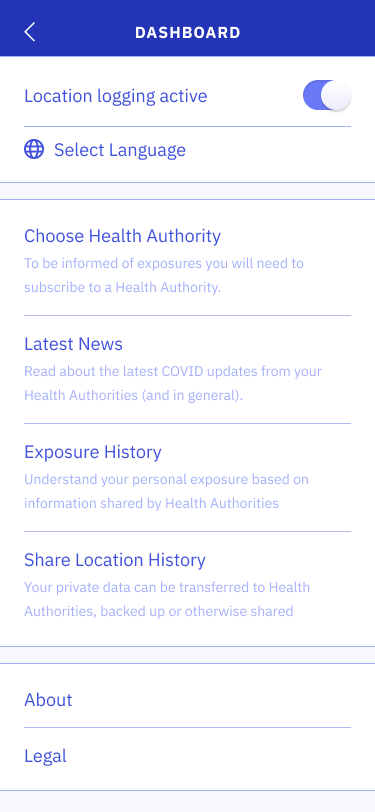 DASHBOARD
Location logging active
Select Language
Choose Health Authority
To be informed of exposures you will need to
subscribe to a Health Authority.
Latest News
Read about the latest COVID updates from your
Health Authorities (and in general).
Exposure History
Understand your personal exposure based on
information shared by Health Authorities
Share Location History
Your private data can be transferred to Health
Authorities, backed up or otherwise shared
About
Legal